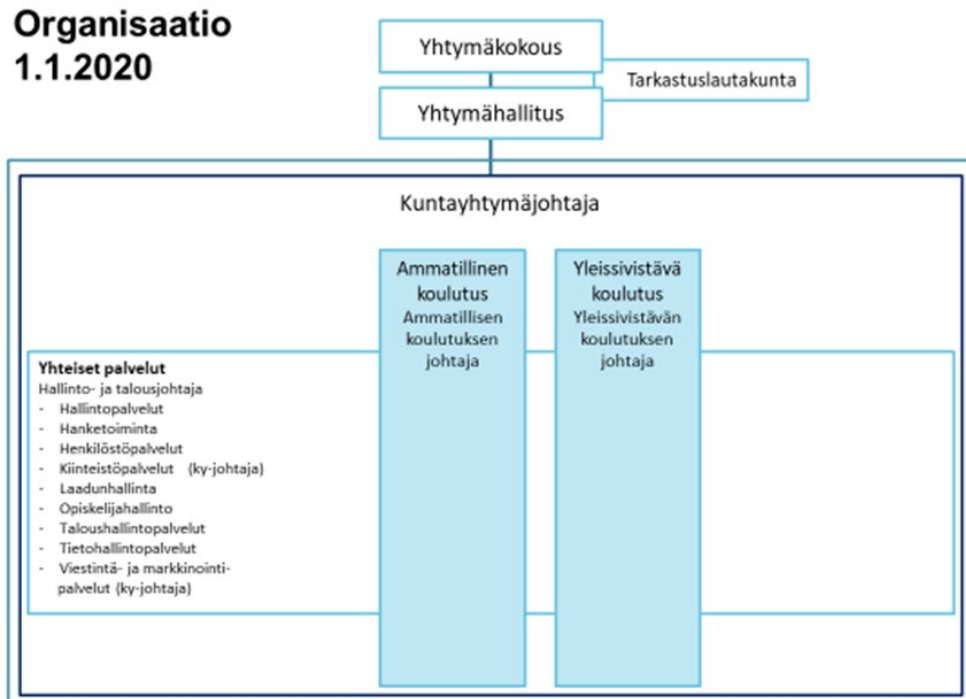 Organisaatio
1.1.2020
Yhtymäkokous
Tarkastuslautakunta
Yhtymähallitus
Kuntayhtymäjohtaja
Ammatillinen
koulutus
Ammatillisen
koulutuksen
johtaja
Yleissivistävä
koulutus
Yleissivistävän
koulutuksen
johtaja
Yhteiset palvelut
Hallinto- ja talousjohtaja
- Hallintopalvelut
- Hanketoiminta
- Henkilöstöpalvelut
- Kiinteistöpalvelut (ky-johtaja)
- Laadunhallinta
- Opiskelijahallinto
- Taloushallintopalvelut
- Tietohallintopalvelut
- Viestintä- ja markkinointi-
palvelut (ky-johtaja)